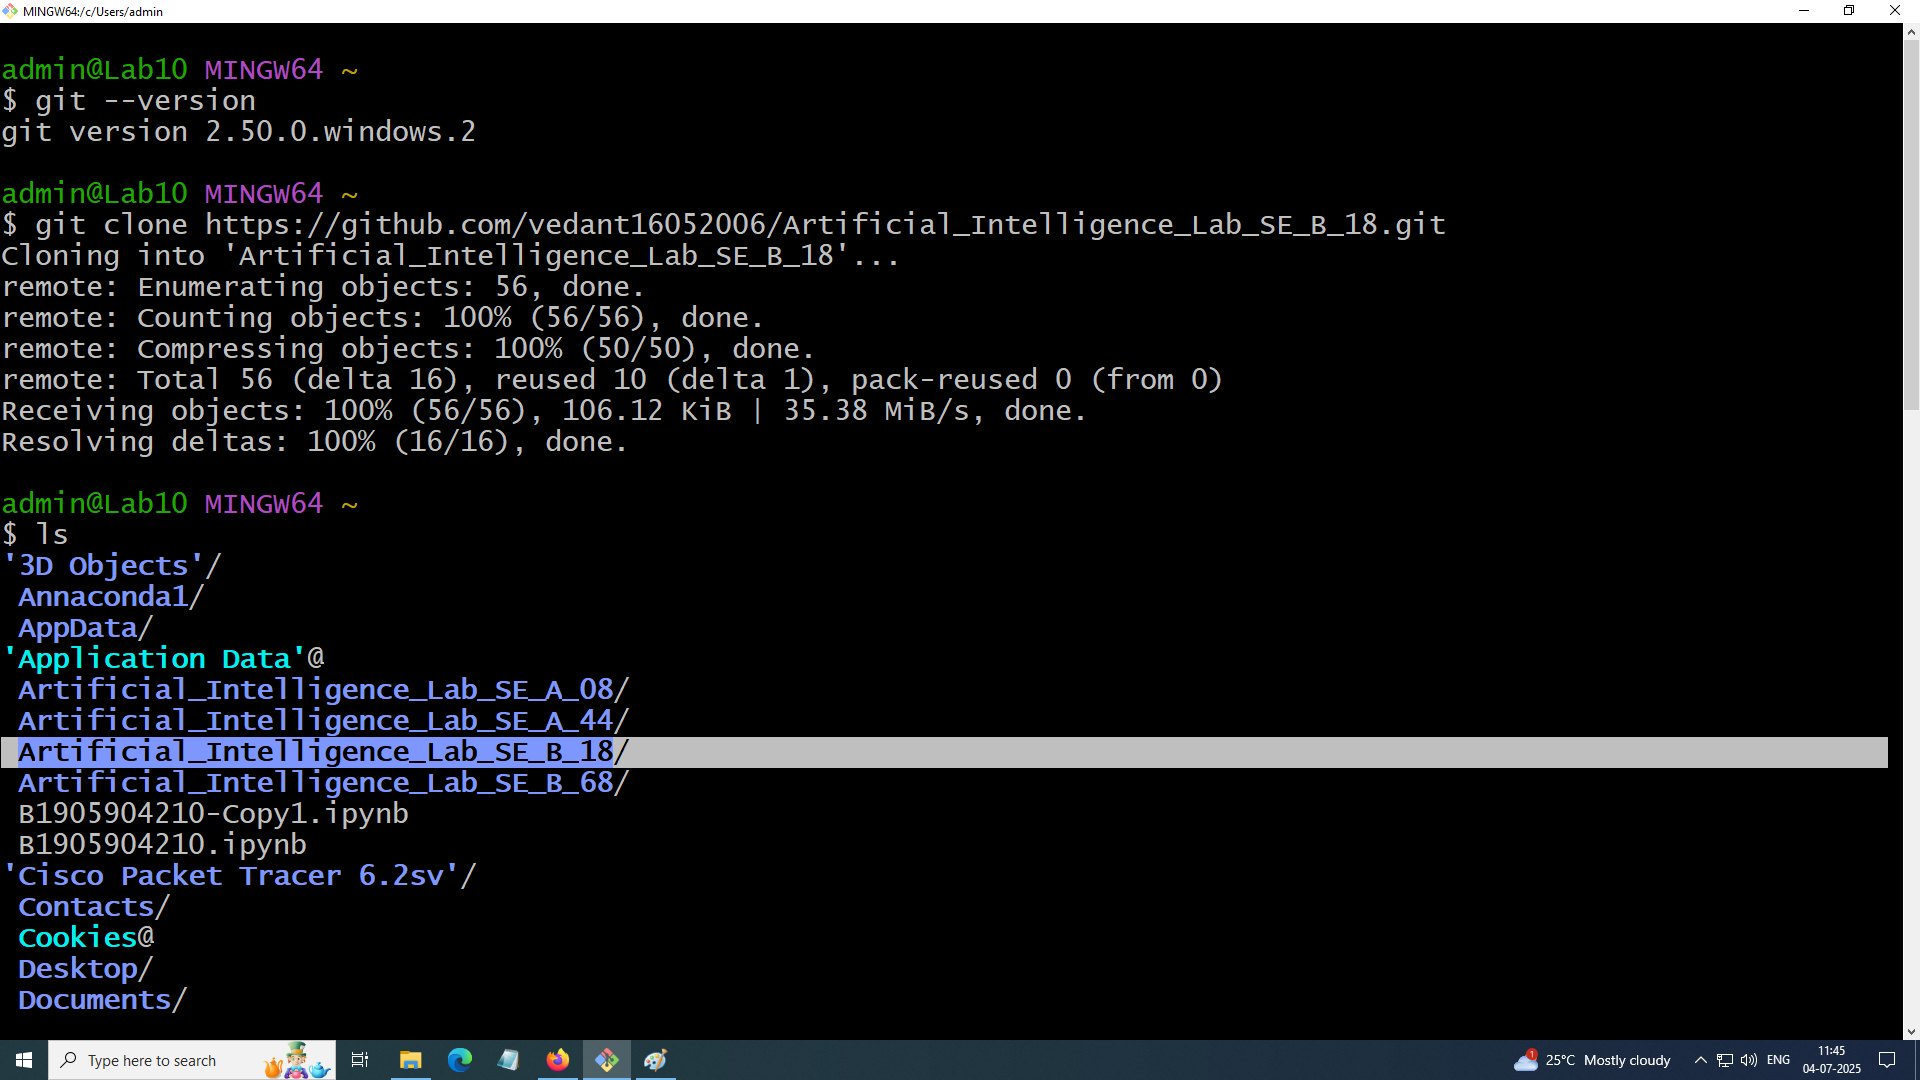 MINGW64:/c/Users/admin
admin@Lab10 MINGW64 ~
$ git --version
git version 2.50.0.windows.2
admin@Lab10 MINGW64 ~
$ git clone https://github.com/vedant16052006/Artificial_Intelligence_Lab_SE_B_18.git
Cloning into 'Artificial_Intelligence_Lab_SE_B_18'...
remote: Enumerating objects: 56, done.
remote: Counting objects: 100% (56/56), done.
remote: Compressing objects: 100% (50/50), done.
remote: Total 56 (delta 16), reused 10 (delta 1), pack-reused 0 (from 0)
Receiving objects: 100% (56/56), 106.12 KiB | 35.38 MiB/s, done.
Resolving deltas: 100% (16/16), done.
admin@Lab10 MINGW64 ~
$ ls
'3D Objects'/
Annaconda1/
AppData/
'Application Data'@
Artificial_Intelligence_Lab_SE_A_08/
Artificial_Intelligence_Lab_SE_A_44/
Artificial_Intelligence_Lab_SE_B_18/
Artificial_Intelligence_Lab_SE_B_68/
B1905904210-Copy1.ipynb
B1905904210.ipynb
'Cisco Packet Tracer 6.2sv'/
Contacts/
Cookies@
Desktop/
Documents/
Type here to search
1
25°C Mostly cloudy
ENG
11:45
04-07-2025